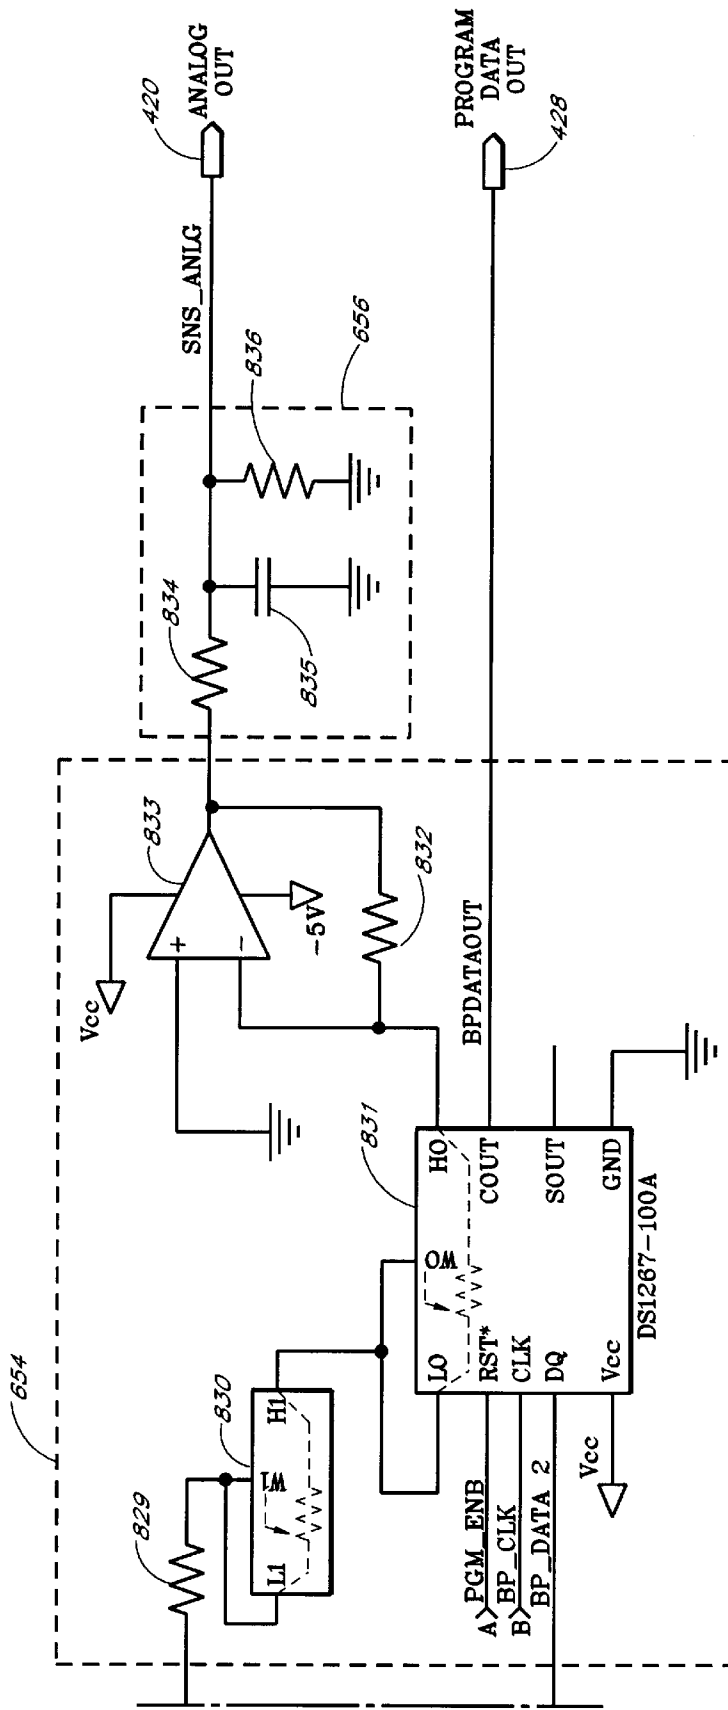 654
829
830
L1
W1
H1
831
LO
WO
HO
RST*
CLK
DQ
Vcc
COUT
SOUT
GND
DS1267-100A
A
PGM_ENB
B
BP_CLK
BP_DATA 2
Vcc
Vcc
+
-
-5V
833
832
BPDATAOUT
834
835
836
656
SNS_ANLG
420
ANALOG
OUT
PROGRAM
DATA
OUT
428